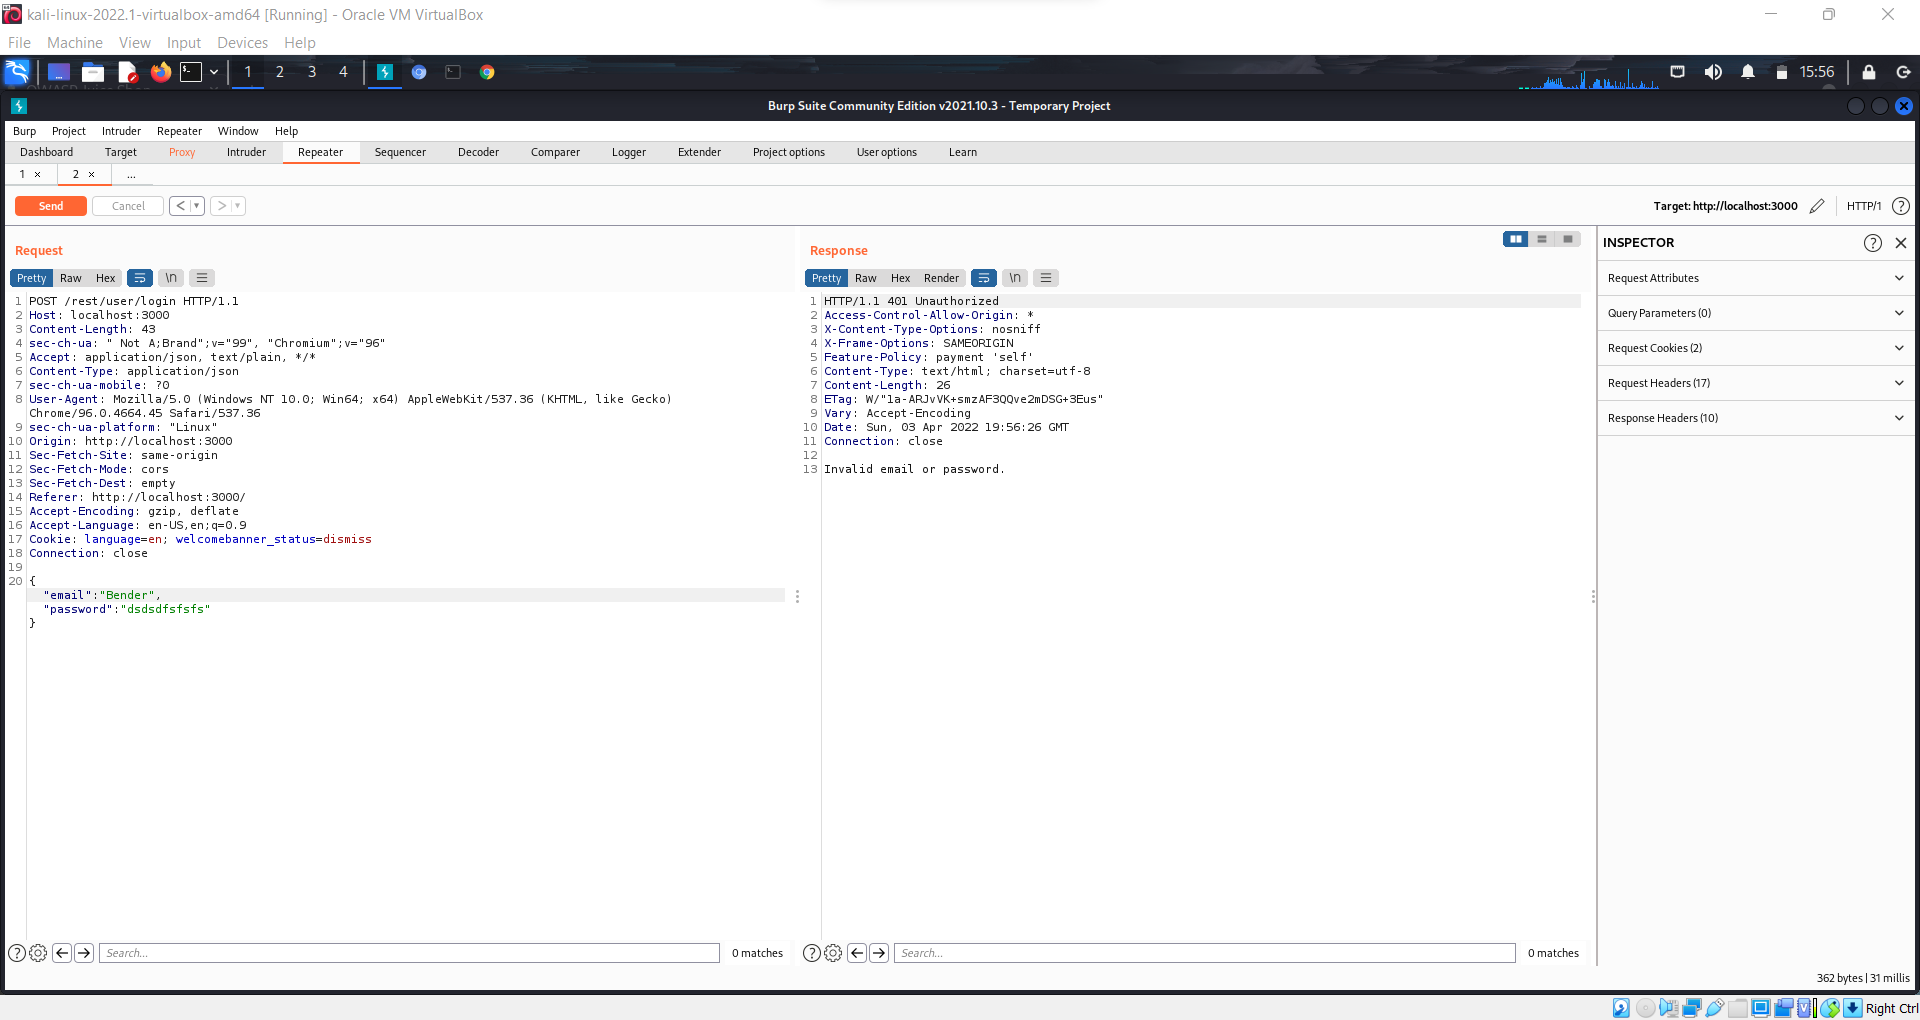 kali-linux-2022.1-virtualbox-amd64 [Running] - Oracle VM VirtualBox
File Machine View Input Devices Help
1 2 3 4 15:56
Burp Suite Community Edition v2021.10.3 - Temporary Project
Burp Project Intruder Repeater Window Help
Dashboard Target Proxy Intruder Repeater Sequencer Decoder Comparer Logger Extender Project options User options Learn
1 × 2 × ...
Send Cancel < > Target: http://localhost:3000 HTTP/1 ?
Request
Pretty Raw Hex \n
1 POST /rest/user/login HTTP/1.1
2 Host: localhost:3000
3 Content-Length: 43
4 sec-ch-ua: " Not A;Brand";v="99", "Chromium";v="96"
5 Accept: application/json, text/plain, */*
6 Content-Type: application/json
7 sec-ch-ua-mobile: ?0
8 User-Agent: Mozilla/5.0 (Windows NT 10.0; Win64; x64) AppleWebKit/537.36 (KHTML, like Gecko)
Chrome/96.0.4664.45 Safari/537.36
9 sec-ch-ua-platform: "Linux"
10 Origin: http://localhost:3000
11 Sec-Fetch-Site: same-origin
12 Sec-Fetch-Mode: cors
13 Sec-Fetch-Dest: empty
14 Referer: http://localhost:3000/
15 Accept-Encoding: gzip, deflate
16 Accept-Language: en-US,en;q=0.9
17 Cookie: language=en; welcomebanner_status=dismiss
18 Connection: close
19
20 {
"email":"Bender",
"password":"dsdsdfsfsfs"
}
? Search... 0 matches
Response
Pretty Raw Hex Render \n
1 HTTP/1.1 401 Unauthorized
2 Access-Control-Allow-Origin: *
3 X-Content-Type-Options: nosniff
4 X-Frame-Options: SAMEORIGIN
5 Feature-Policy: payment 'self'
6 Content-Type: text/html; charset=utf-8
7 Content-Length: 26
8 ETag: W/"1a-ARJvVK+smzAF3QQve2mDSG+3Eus"
9 Vary: Accept-Encoding
10 Date: Sun, 03 Apr 2022 19:56:26 GMT
11 Connection: close
12
13 Invalid email or password.
? Search... 0 matches
INSPECTOR ?
Request Attributes
Query Parameters (0)
Request Cookies (2)
Request Headers (17)
Response Headers (10)
362 bytes | 31 millis
Right Ctrl